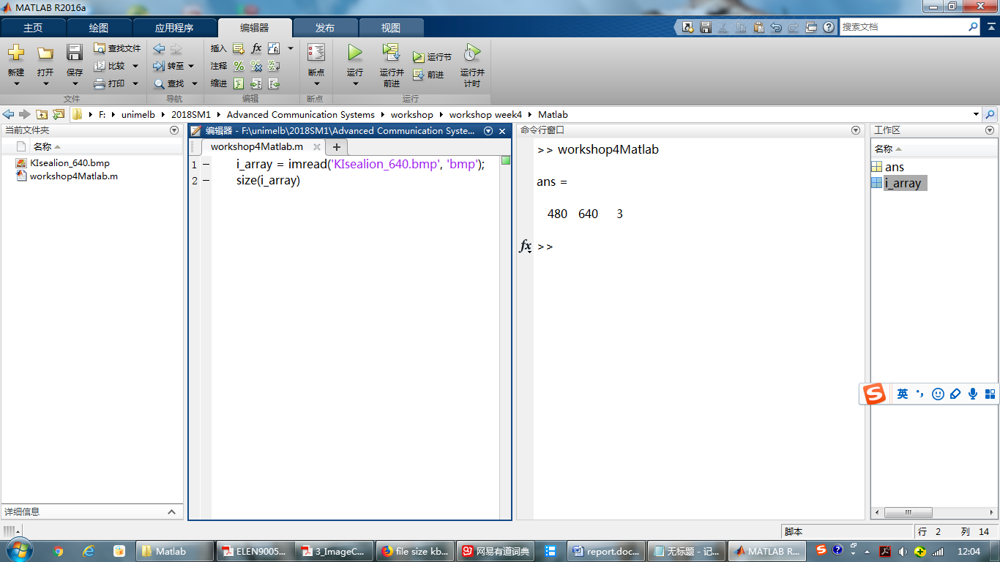 MATLAB R2016a
主页 绘图 应用程序 编辑器 发布 视图
搜索文档
新建 打开 保存 查找文件 比较 打印
文件
转至 查找
导航
插入 fx
注释
缩进
编辑
断点
断点
运行 运行并前进 运行节 前进 运行并计时
运行
F: unimelb 2018SM1 Advanced Communication Systems workshop workshop week4 Matlab
当前文件夹
名称
KIsealion_640.bmp
workshop4Matlab.m
详细信息
编辑器 - F:\unimelb\2018SM1\Advanced Communication Syste...
workshop4Matlab.m
1 i_array = imread('KIsealion_640.bmp', 'bmp');
2 size(i_array)
命令行窗口
>> workshop4Matlab
ans =
480 640 3
fx >>
工作区
名称
ans
i_array
英
脚本
行 2 列 14
Matlab
ELEN9005...
3_ImageC...
file size kb...
网易有道词典
report.doc...
无标题 - 记...
MATLAB R...
12:04